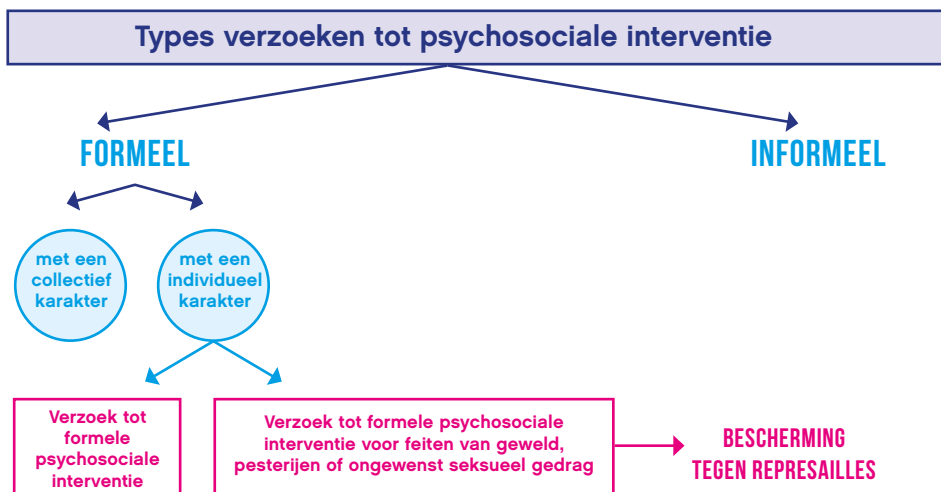 Types verzoeken tot psychosociale interventie
FORMEEL
INFORMEEL
met een
collectief
karakter
met een
individueel
karakter
Verzoek tot
formele
psychosociale
interventie
Verzoek tot formele psychosociale
interventie voor feiten van geweld,
pesterijen of ongewenst seksueel gedrag
BESCHERMING
TEGEN REPRESAILLES